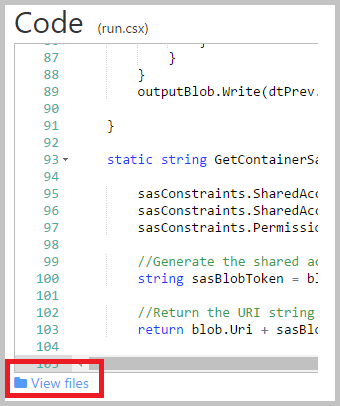 Code (run.csx)
87 }
88 }
89 outputBlob.Write(dtPrev.
90
91 }
92
93 static string GetContainerSa
94
95 sasConstraints.SharedAcc
96 sasConstraints.SharedAcc
97 sasConstraints.Permissio
98
99 //Generate the shared ac
100 string sasBlobToken = bl
101
102 //Return the URI string
103 return blob.Uri + sasBlo
104
105
View files